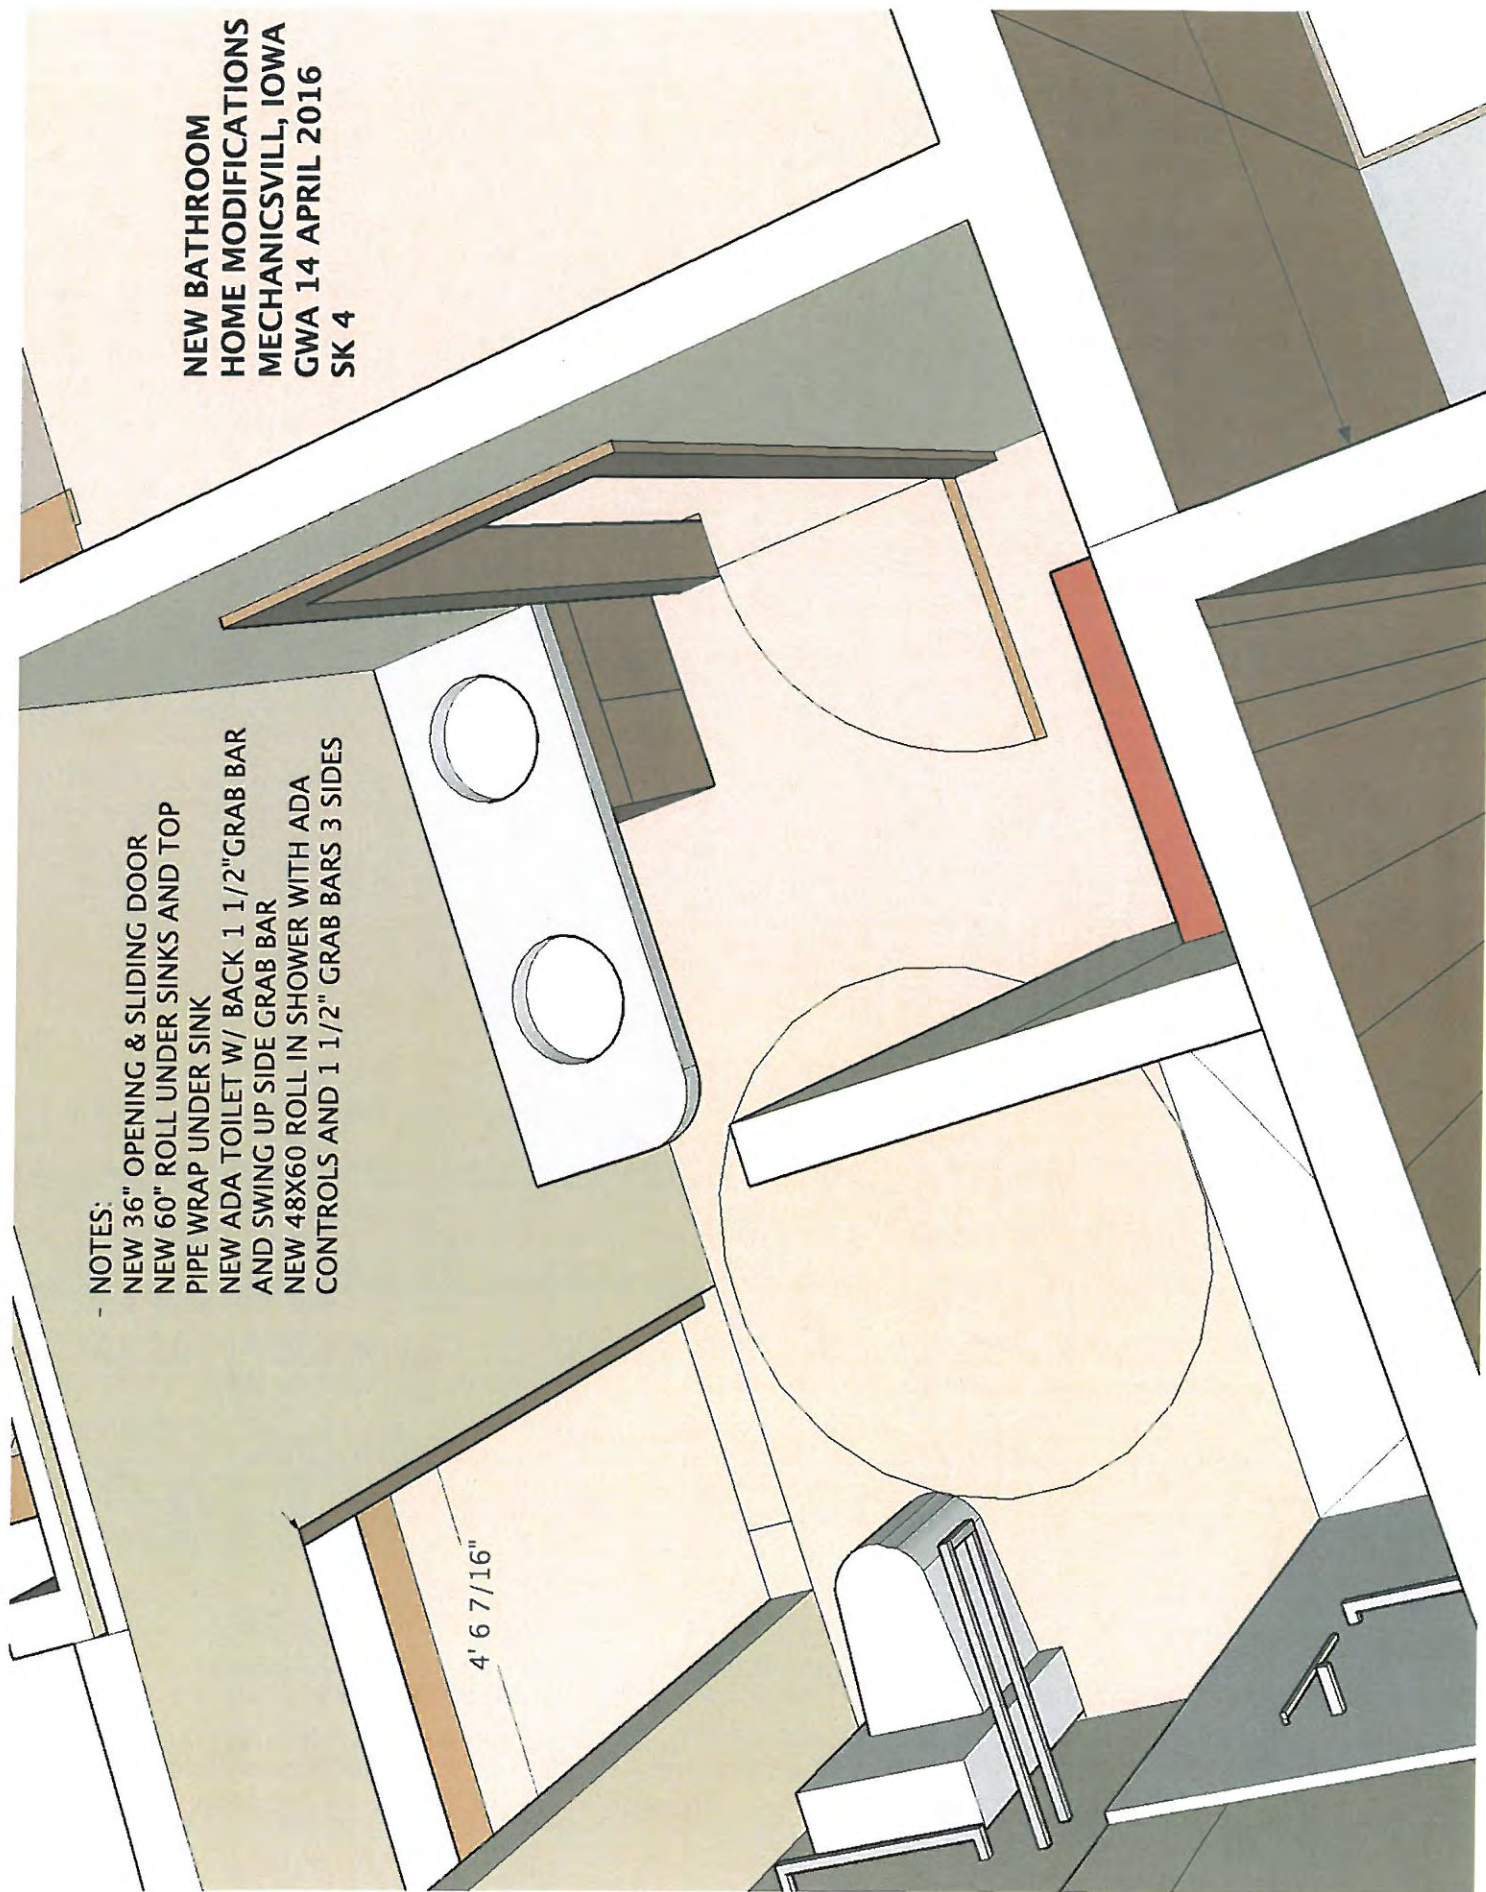 NEW BATHROOM
HOME MODIFICATIONS
MECHANICSVILL, IOWA
GWA 14 APRIL 2016
SK 4
- NOTES:
NEW 36" OPENING & SLIDING DOOR
NEW 60" ROLL UNDER SINKS AND TOP
PIPE WRAP UNDER SINK
NEW ADA TOILET W/ BACK 1 1/2"GRAB BAR
AND SWING UP SIDE GRAB BAR
NEW 48X60 ROLL IN SHOWER WITH ADA
CONTROLS AND 1 1/2" GRAB BARS 3 SIDES
4' 6 7/16"